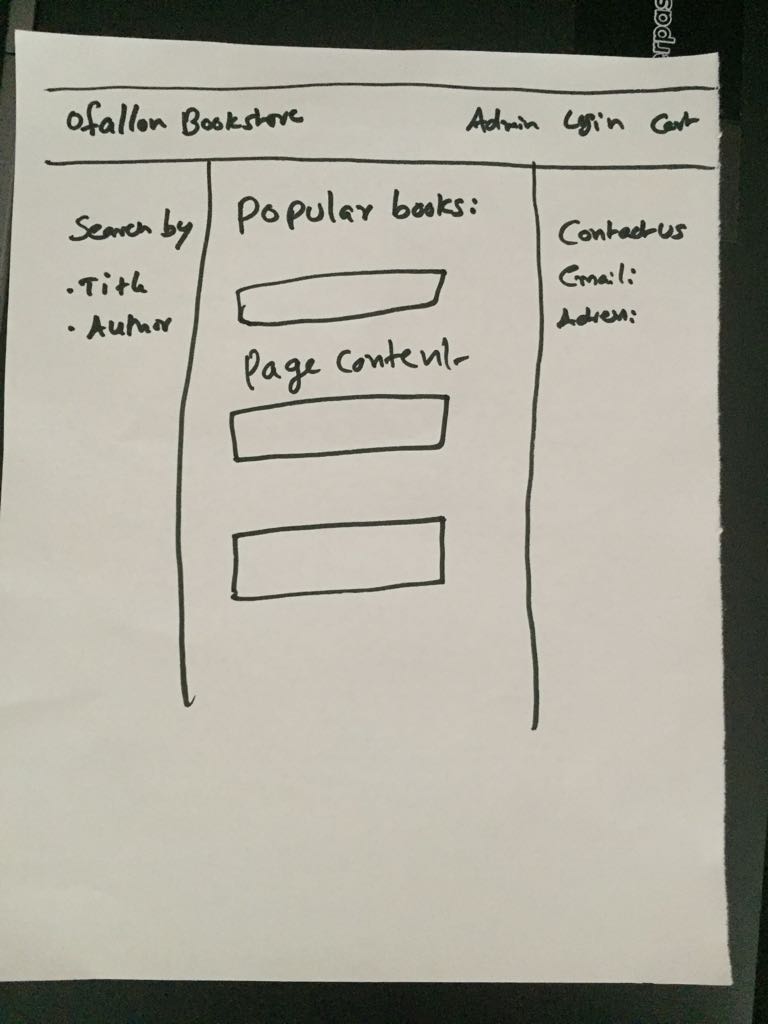 Ofallon Bookstore Admin Login Cart
Search by
• Title
• Author
Popular books:
Page Content
Contact us
Email:
Adress: